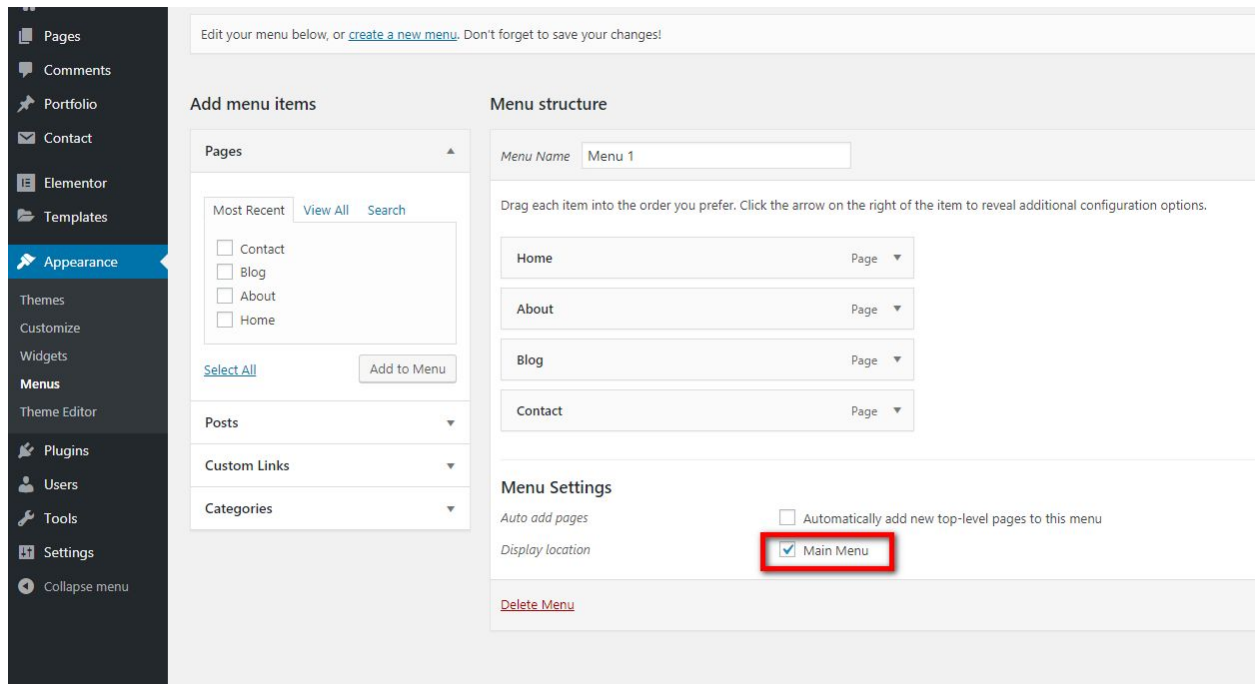 Pages
Comments
Portfolio
Contact
Elementor
Templates
Appearance
Themes
Customize
Widgets
Menus
Theme Editor
Plugins
Users
Tools
Settings
Collapse menu
Edit your menu below, or create a new menu. Don't forget to save your changes!
Add menu items
Pages
Most Recent View All Search
Contact
Blog
About
Home
Select All Add to Menu
Posts
Custom Links
Categories
Menu structure
Menu Name Menu 1
Drag each item into the order you prefer. Click the arrow on the right of the item to reveal additional configuration options.
Home Page
About Page
Blog Page
Contact Page
Menu Settings
Auto add pages Automatically add new top-level pages to this menu
Display location Main Menu
Delete Menu